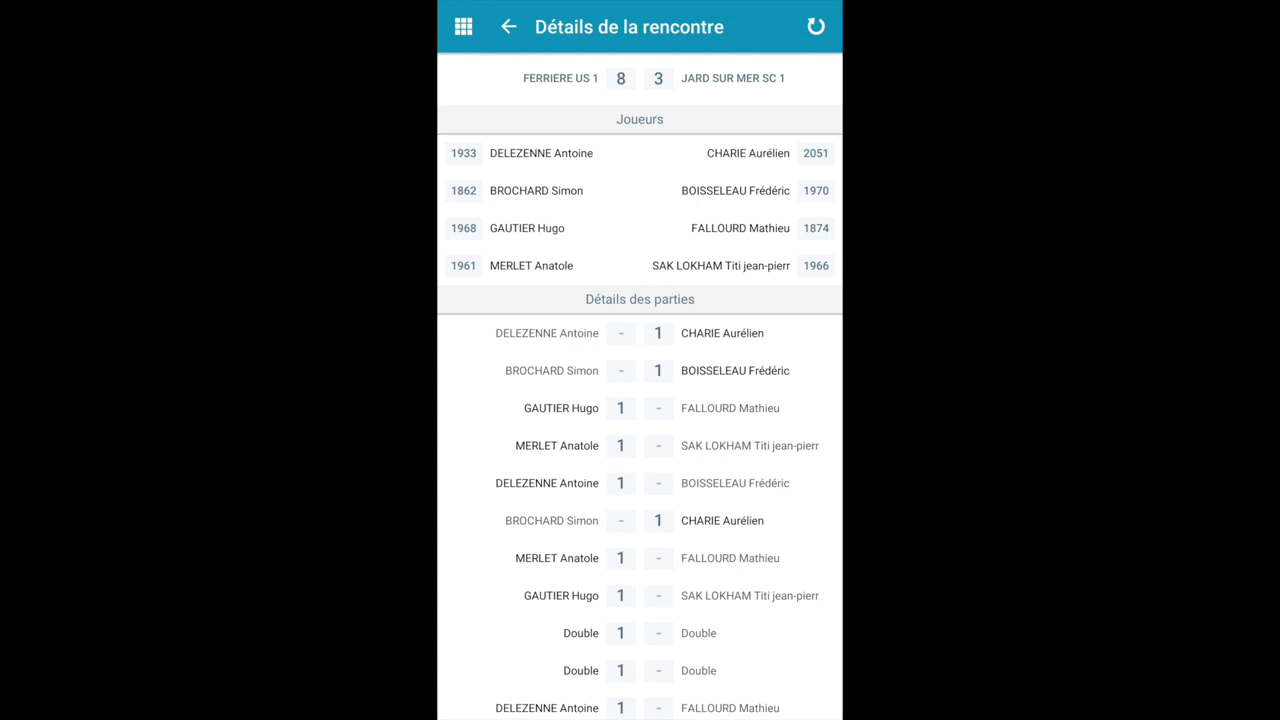 Détails de la rencontre
FERRIERE US 1 8 3 JARD SUR MER SC 1
Joueurs
1933 DELEZENNE Antoine CHARIE Aurélien 2051
1862 BROCHARD Simon BOISSELEAU Frédéric 1970
1968 GAUTIER Hugo FALLOURD Mathieu 1874
1961 MERLET Anatole SAK LOKHAM Titi jean-pierr 1966
Détails des parties
DELEZENNE Antoine - 1 CHARIE Aurélien
BROCHARD Simon - 1 BOISSELEAU Frédéric
GAUTIER Hugo 1 - FALLOURD Mathieu
MERLET Anatole 1 - SAK LOKHAM Titi jean-pierr
DELEZENNE Antoine 1 - BOISSELEAU Frédéric
BROCHARD Simon - 1 CHARIE Aurélien
MERLET Anatole 1 - FALLOURD Mathieu
GAUTIER Hugo 1 - SAK LOKHAM Titi jean-pierr
Double 1 - Double
Double 1 - Double
DELEZENNE Antoine 1 - FALLOURD Mathieu